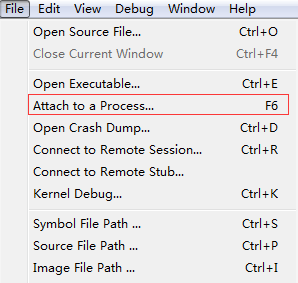 File Edit View Debug Window Help
Open Source File... Ctrl+O
Close Current Window Ctrl+F4
Open Executable... Ctrl+E
Attach to a Process... F6
Open Crash Dump... Ctrl+D
Connect to Remote Session... Ctrl+R
Connect to Remote Stub...
Kernel Debug... Ctrl+K
Symbol File Path ... Ctrl+S
Source File Path ... Ctrl+P
Image File Path ... Ctrl+I